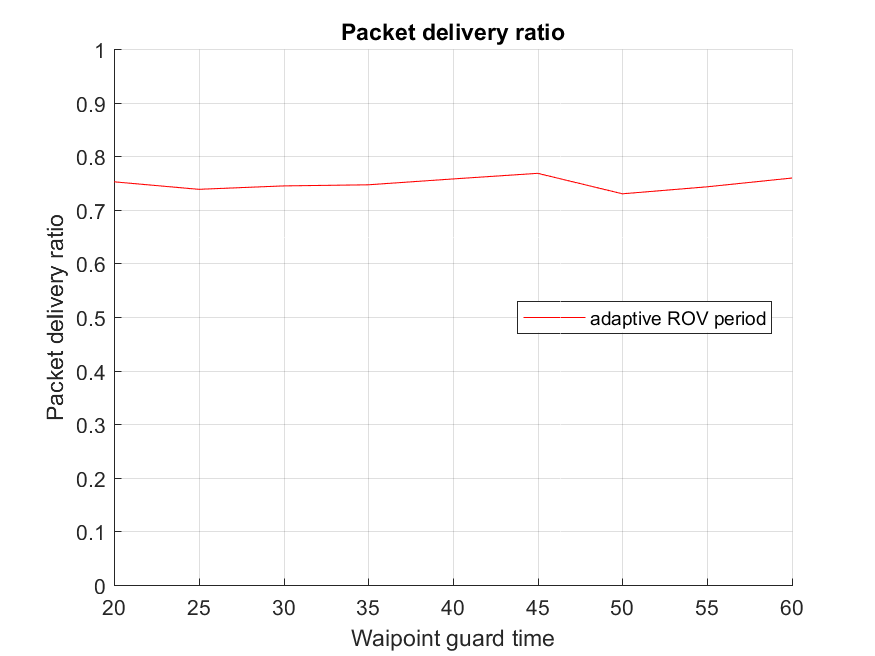 Packet delivery ratio
1
0.9
0.8
0.7
0.6
0.5
0.4
0.3
0.2
0.1
0
Packet delivery ratio
adaptive ROV period
20 25 30 35 40 45 50 55 60
Waipoint guard time